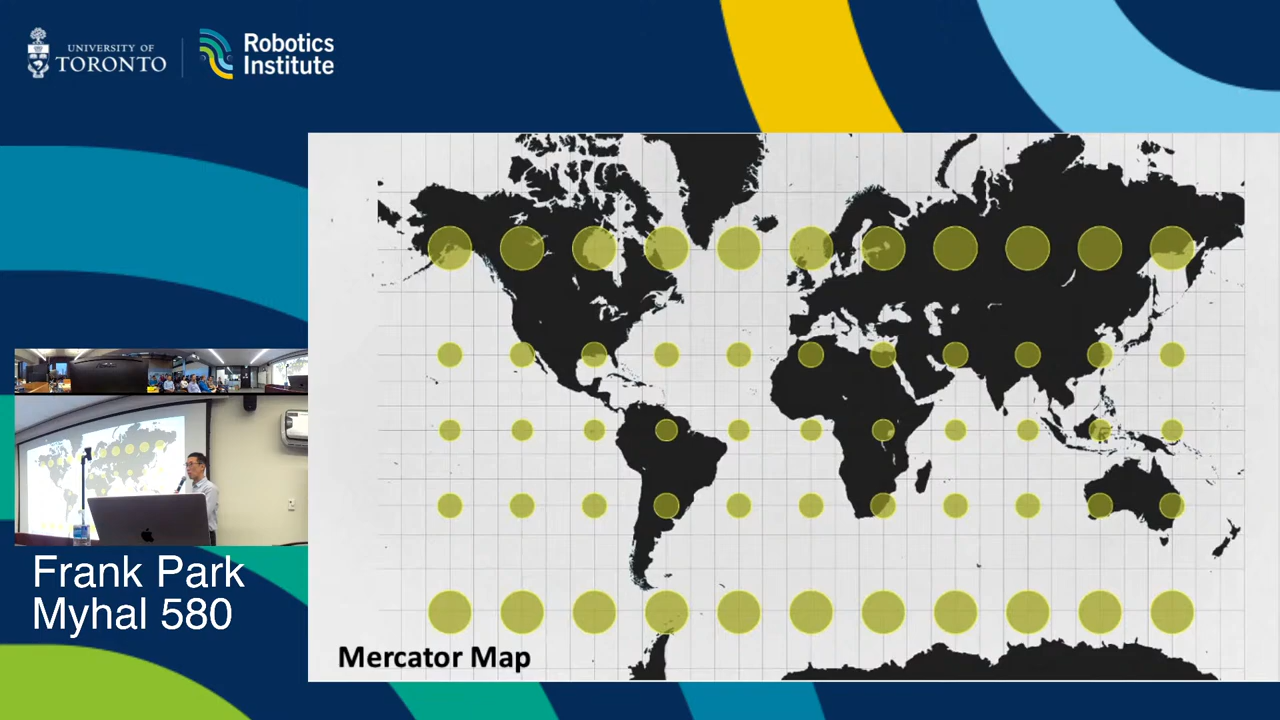 UNIVERSITY OF
TORONTO
Robotics
Institute
Frank Park
Myhal 580
Mercator Map